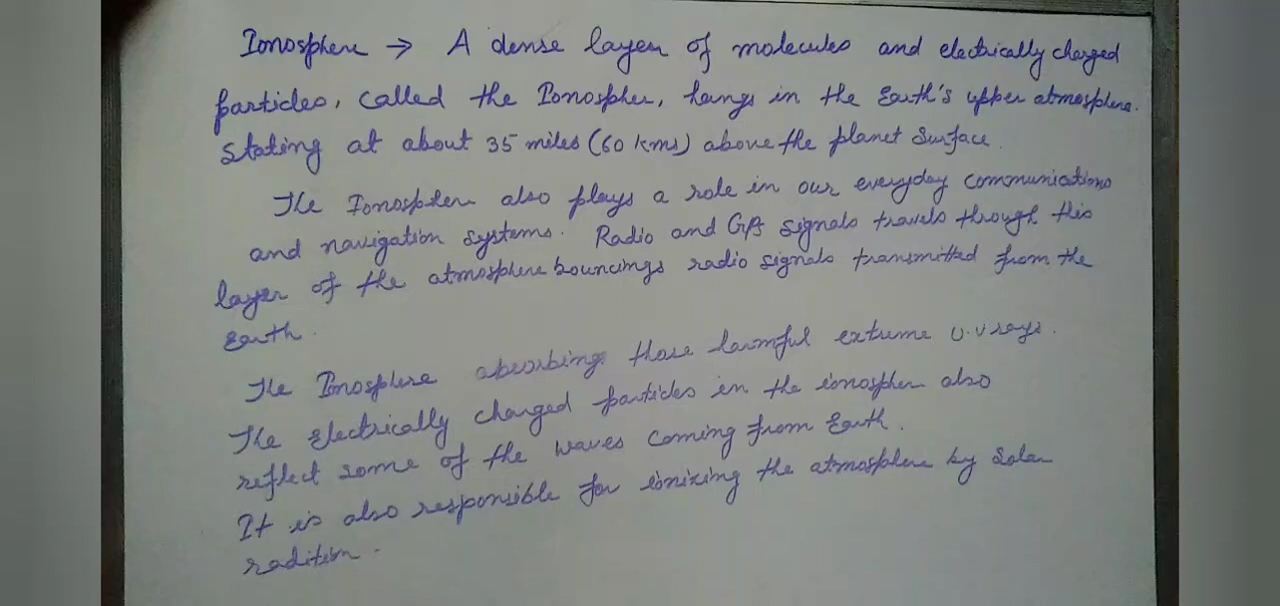 Ionosphere → A dense layer of molecules and electrically charged
particles, called the Ionosphere, hangs in the Earth's upper atmosphere.
stating at about 35 miles (60 kms) above the planet surface.
The Ionosphere also plays a role in our everyday communications
and navigation systems. Radio and GPS signals travels through this
layer of the atmosphere bouncings radio signals transmitted from the
Earth.
The Ionosphere absorbing those harmful extreme U.V rays.
The electrically charged particles in the ionospher also
reflect some of the waves coming from Earth.
It is also responsible for ionixing the atmosphere by Solar
radition.